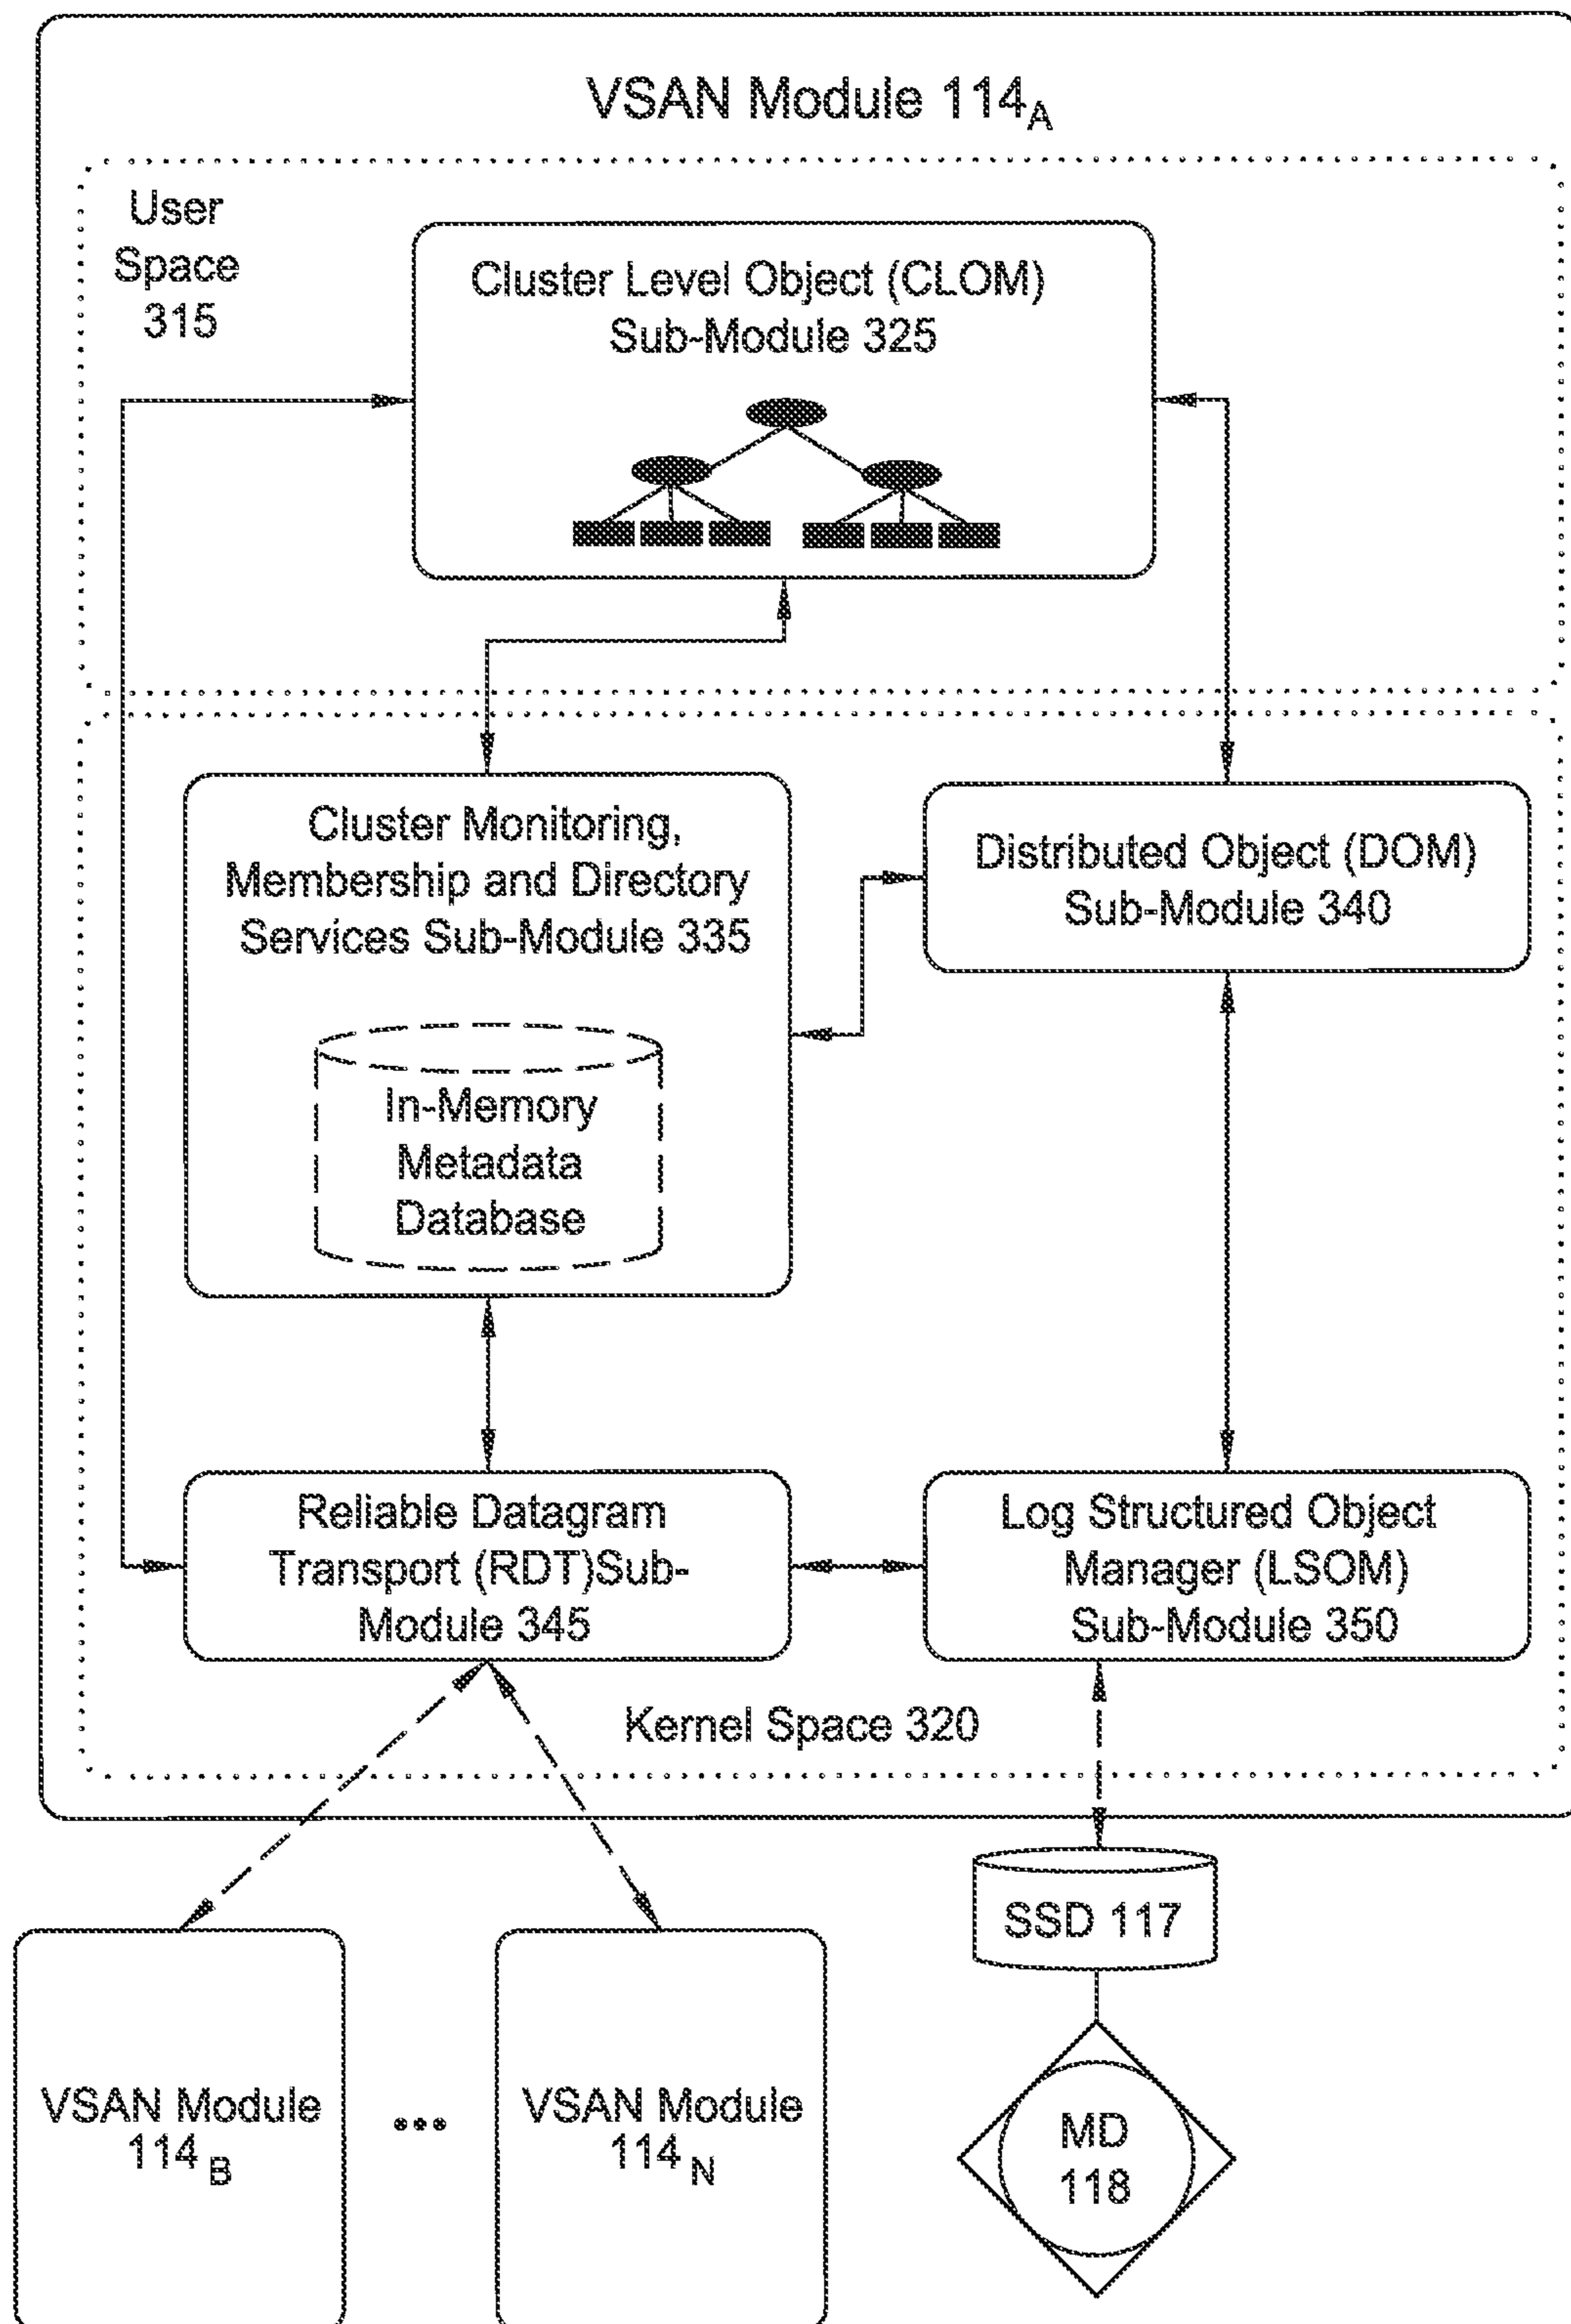 VSAN Module 114A
User
Space
315
Cluster Level Object (CLOM)
Sub-Module 325
Cluster Monitoring,
Membership and Directory
Services Sub-Module 335
Distributed Object (DOM)
Sub-Module 340
In-Memory
Metadata
Database
Reliable Datagram
Transport (RDT)Sub-
Module 345
Log Structured Object
Manager (LSOM)
Sub-Module 350
Kernel Space 320
SSD 117
VSAN Module
114 B
...
VSAN Module
114 N
MD
118